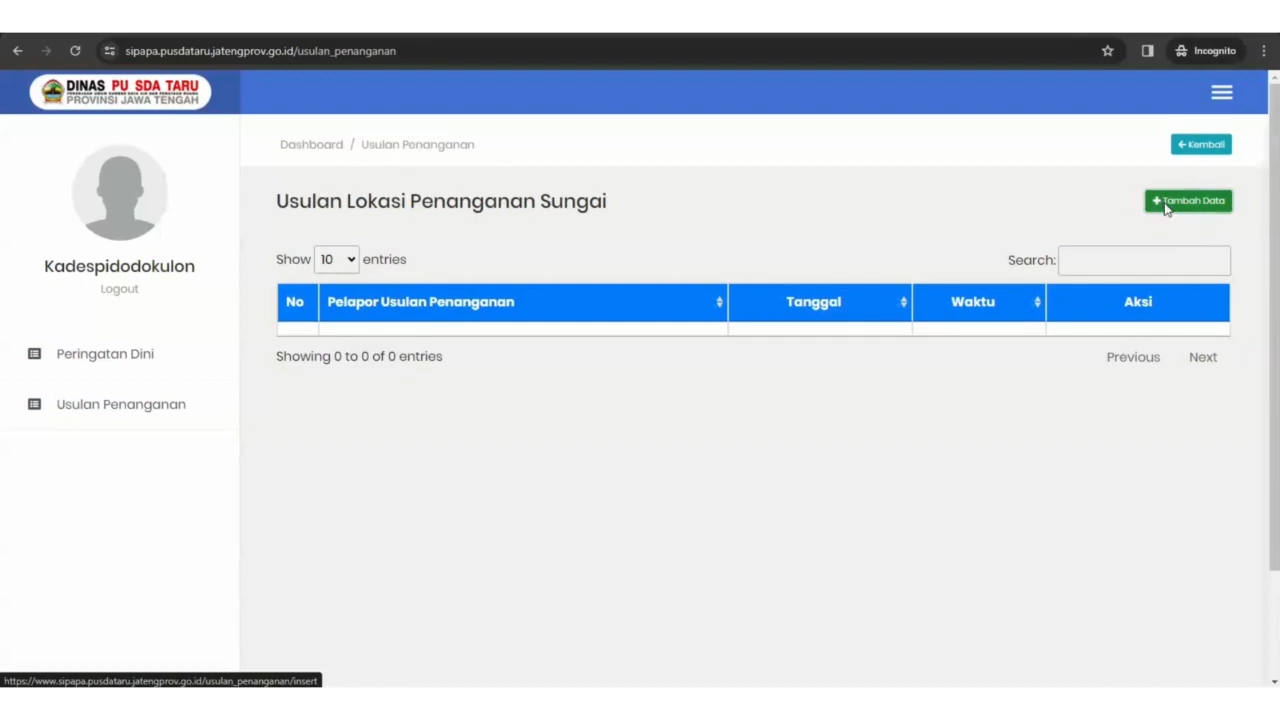 sipapa.pusdataru.jatengprov.go.id/usulan_penanganan
Incognito
DINAS PU SDA TARU
PROVINSI JAWA TENGAH
Dashboard / Usulan Penanganan
Kembali
Usulan Lokasi Penanganan Sungai
Tambah Data
Kadespidodokulon
Logout
Show 10 entries
Search:
No Pelapor Usulan Penanganan Tanggal Waktu Aksi
Showing 0 to 0 of 0 entries
Previous Next
Peringatan Dini
Usulan Penanganan
https://www.sipapa.pusdataru.jatengprov.go.id/usulan_penanganan/insert